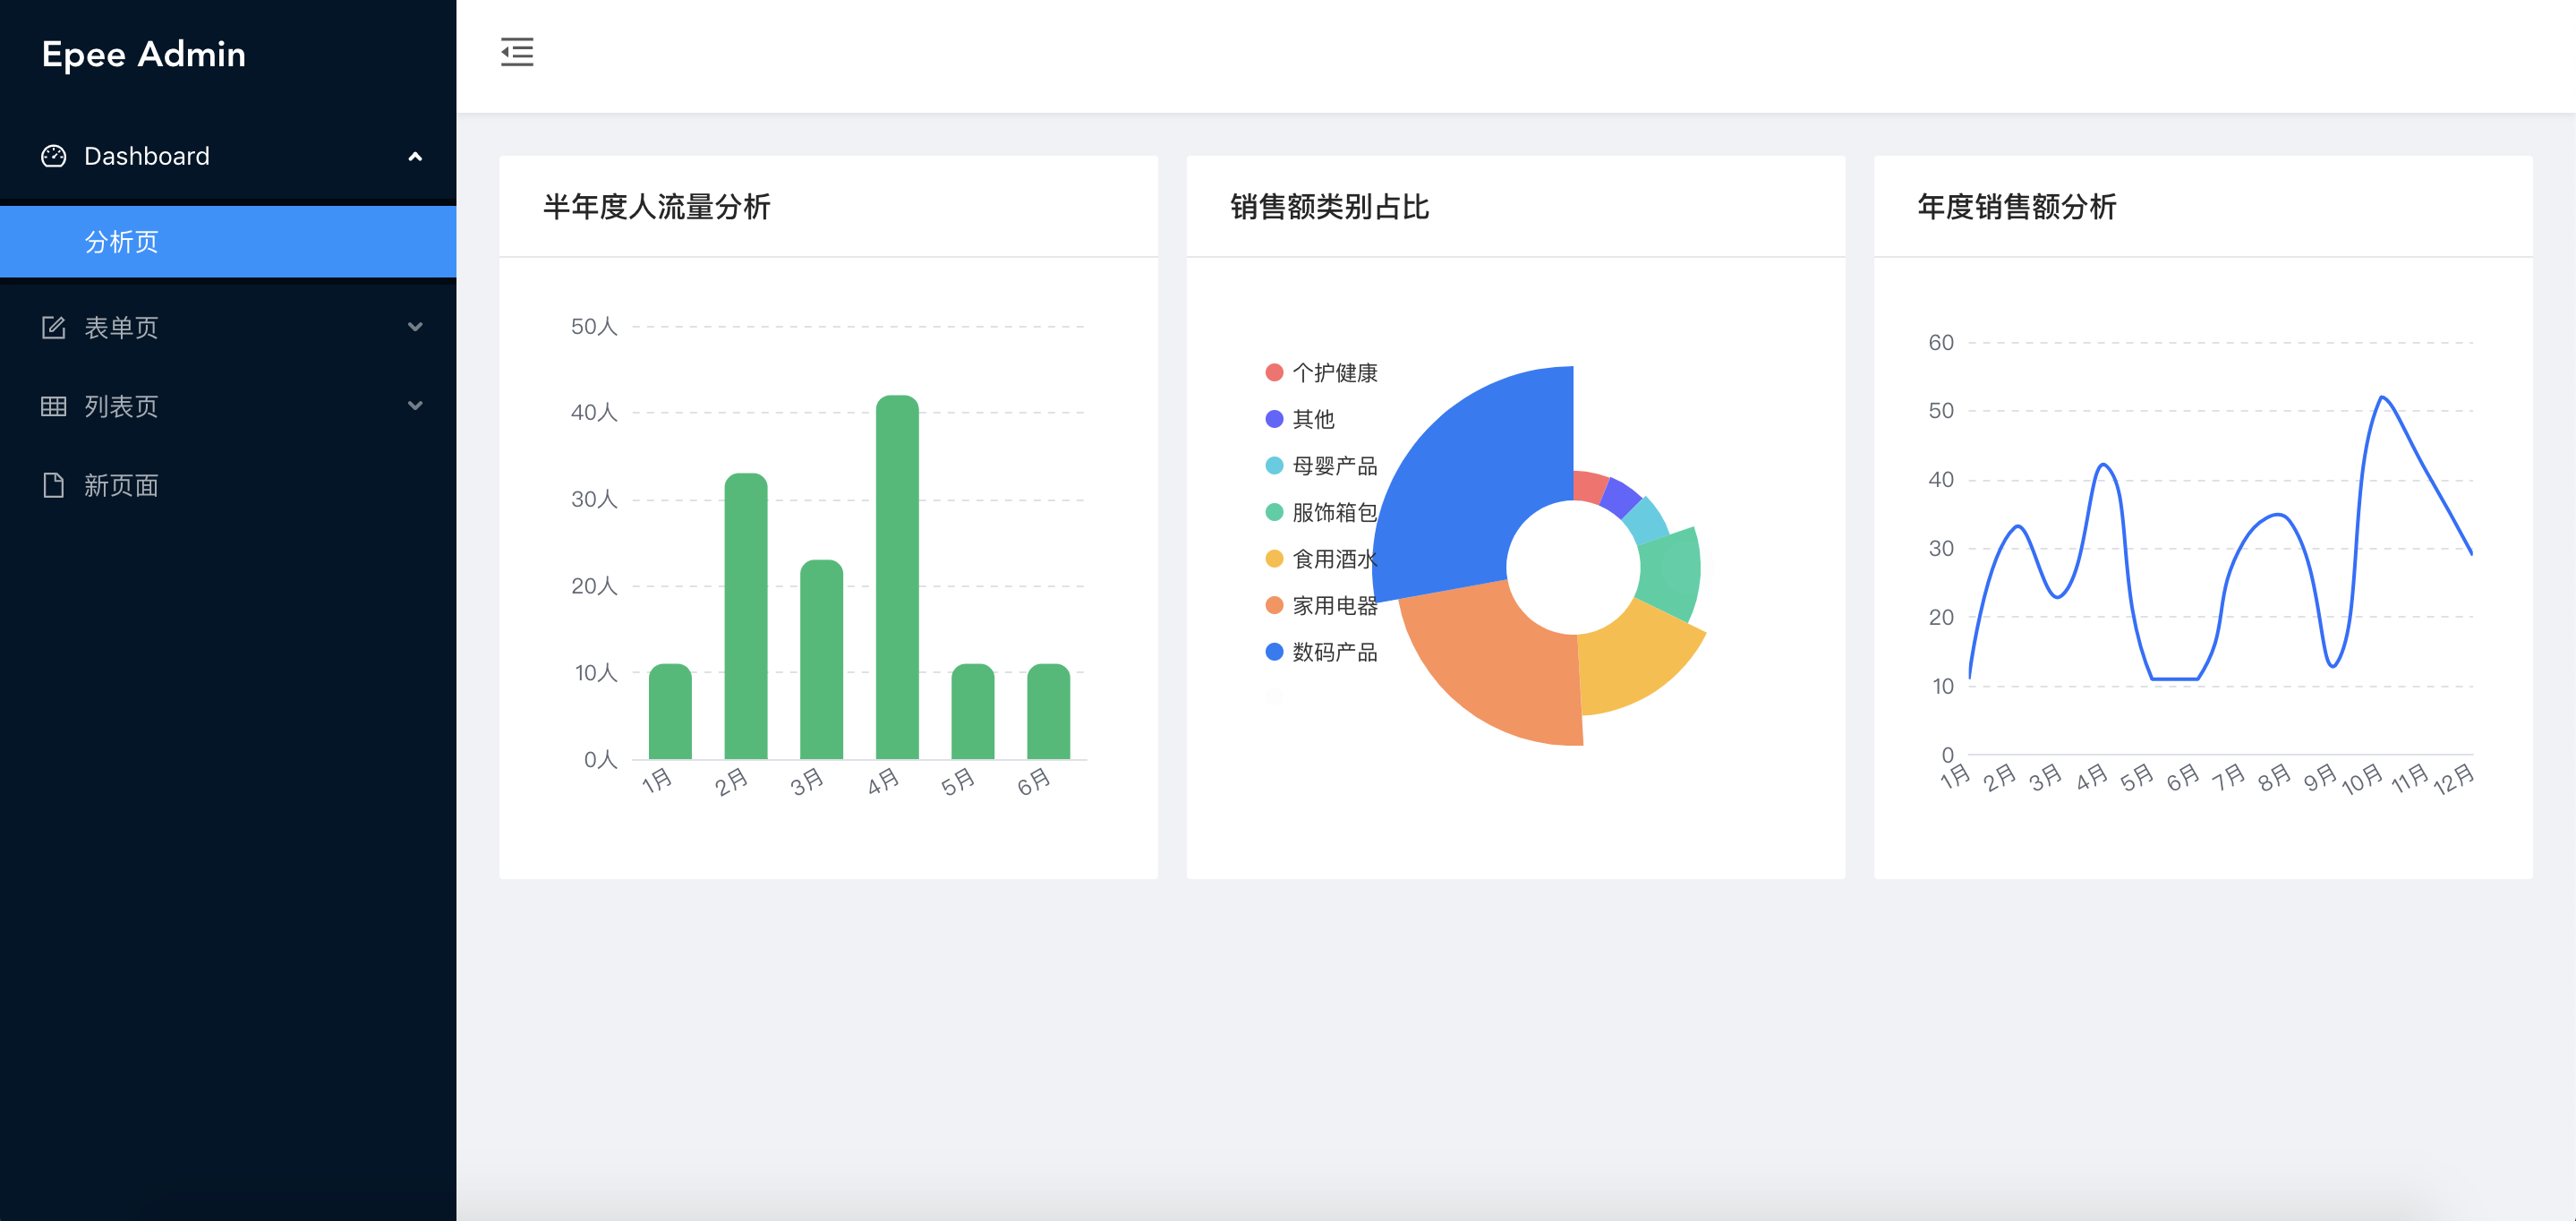 Epee Admin
Dashboard
分析页
表单页
列表页
新页面
半年度人流量分析
50人
40人
30人
20人
10人
0人
1月 2月 3月 4月 5月 6月
销售额类别占比
个护健康
其他
母婴产品
服饰箱包
食用酒水
家用电器
数码产品
年度销售额分析
60
50
40
30
20
10
0
1月 2月 3月 4月 5月 6月 7月 8月 9月 10月 11月 12月